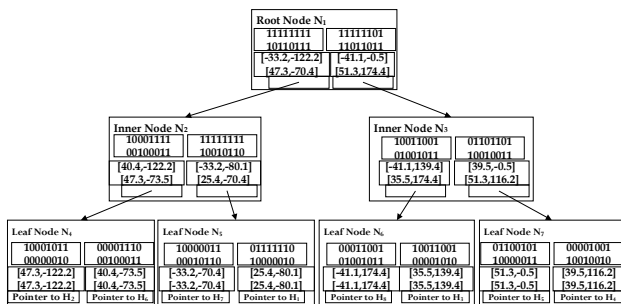 Root Node N1
11111111 11111101
10110111 11011011
[-33.2,-122.2] [-41.1,-0.5]
[47.3,-70.4] [51.3,174.4]
Inner Node N2 Inner Node N3
10001111 11111111 10011001 01101101
00100011 10010110 01001011 10010011
[40.4,-122.2] [-33.2,-80.1] [-41.1,139.4] [39.5,-0.5]
[47.3,-73.5] [25.4,-70.4] [35.5,174.4] [51.3,116.2]
Leaf Node N4 Leaf Node N5 Leaf Node N6 Leaf Node N7
10001011 00001110 10000011 01111110 00011001 10011001 01100101 00001001
00000010 00100011 00010110 10000010 01001011 00001010 10000011 10010010
[47.3,-122.2] [40.4,-73.5] [-33.2,-70.4] [25.4,-80.1] [-41.1,174.4] [35.5,139.4] [51.3,-0.5] [39.5,116.2]
[47.3,-122.2] [40.4,-73.5] [-33.2,-70.4] [25.4,-80.1] [-41.1,174.4] [35.5,139.4] [51.3,-0.5] [39.5,116.2]
Pointer to H2 Pointer to H6 Pointer to H7 Pointer to H1 Pointer to H8 Pointer to H3 Pointer to H5 Pointer to H4